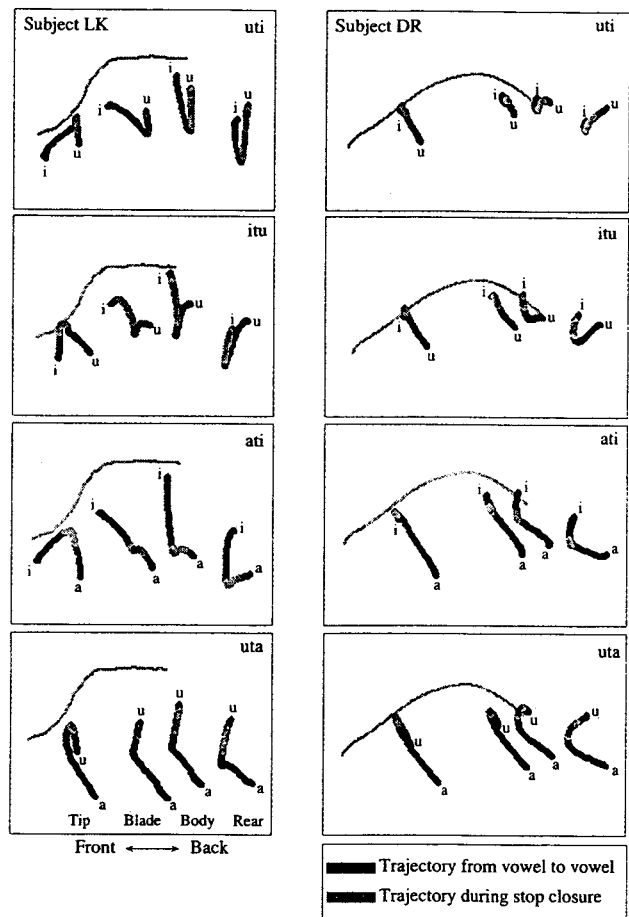 Subject LK uti
i u i u i u i u
Subject DR uti
i u i u i u i u
itu
i u i u i u i u
itu
i u i u i u i u
ati
i a i a i a i a
ati
i a i a i a i a
uta
u a u a u a u a
Tip Blade Body Rear
Front Back
uta
u a u a u a u a
Trajectory from vowel to vowel
Trajectory during stop closure